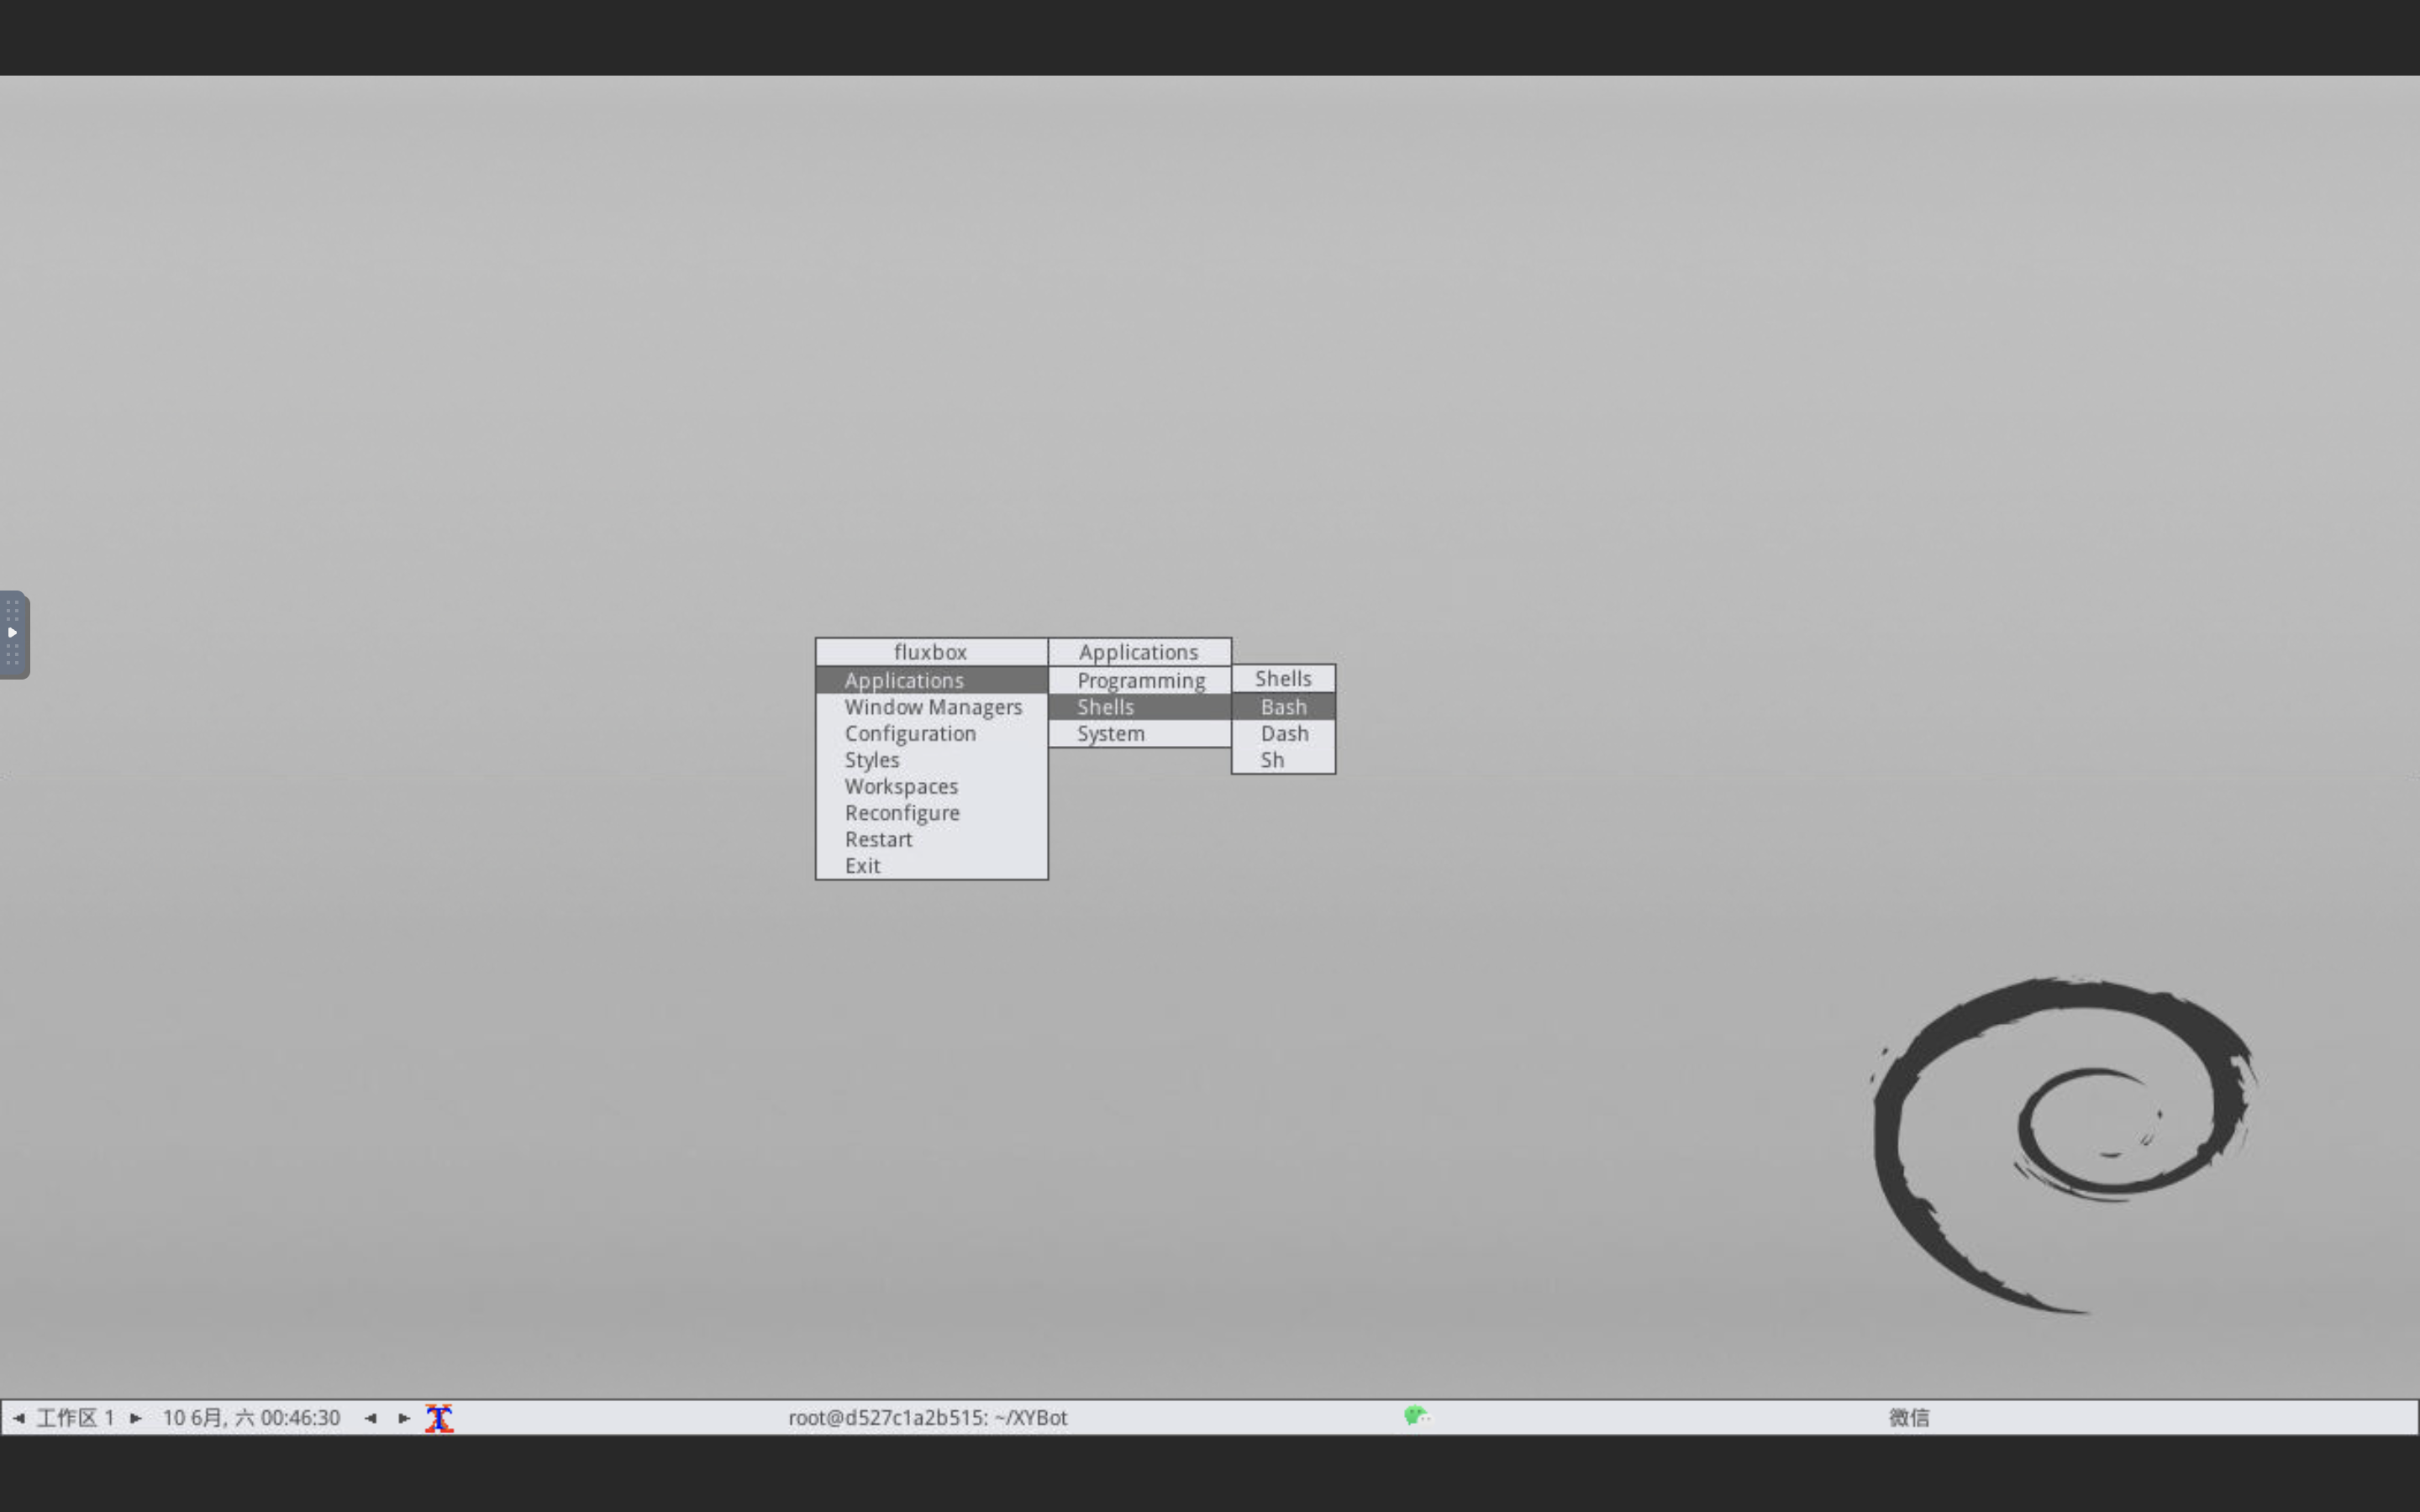 fluxbox
Applications
Window Managers
Configuration
Styles
Workspaces
Reconfigure
Restart
Exit
Applications
Programming
Shells
System
Shells
Bash
Dash
Sh
工作区 1 10 6月, 六 00:46:30 root@d527c1a2b515: ~/XYBot 微信